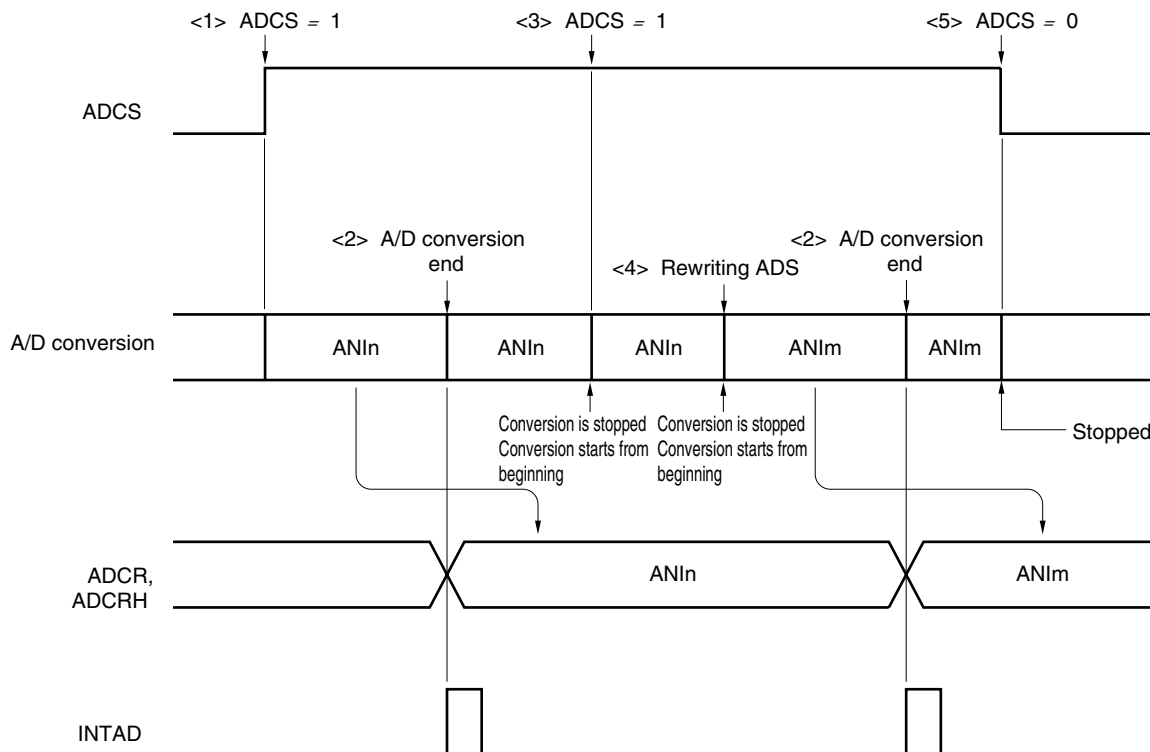 <1> ADCS = 1
<3> ADCS = 1
<5> ADCS = 0
ADCS
<2> A/D conversion
end
<4> Rewriting ADS
<2> A/D conversion
end
A/D conversion
ANIn
ANIn
ANIn
ANIm
ANIm
Conversion is stopped
Conversion starts from
beginning
Conversion is stopped
Conversion starts from
beginning
Stopped
ADCR,
ADCRH
ANIn
ANIm
INTAD